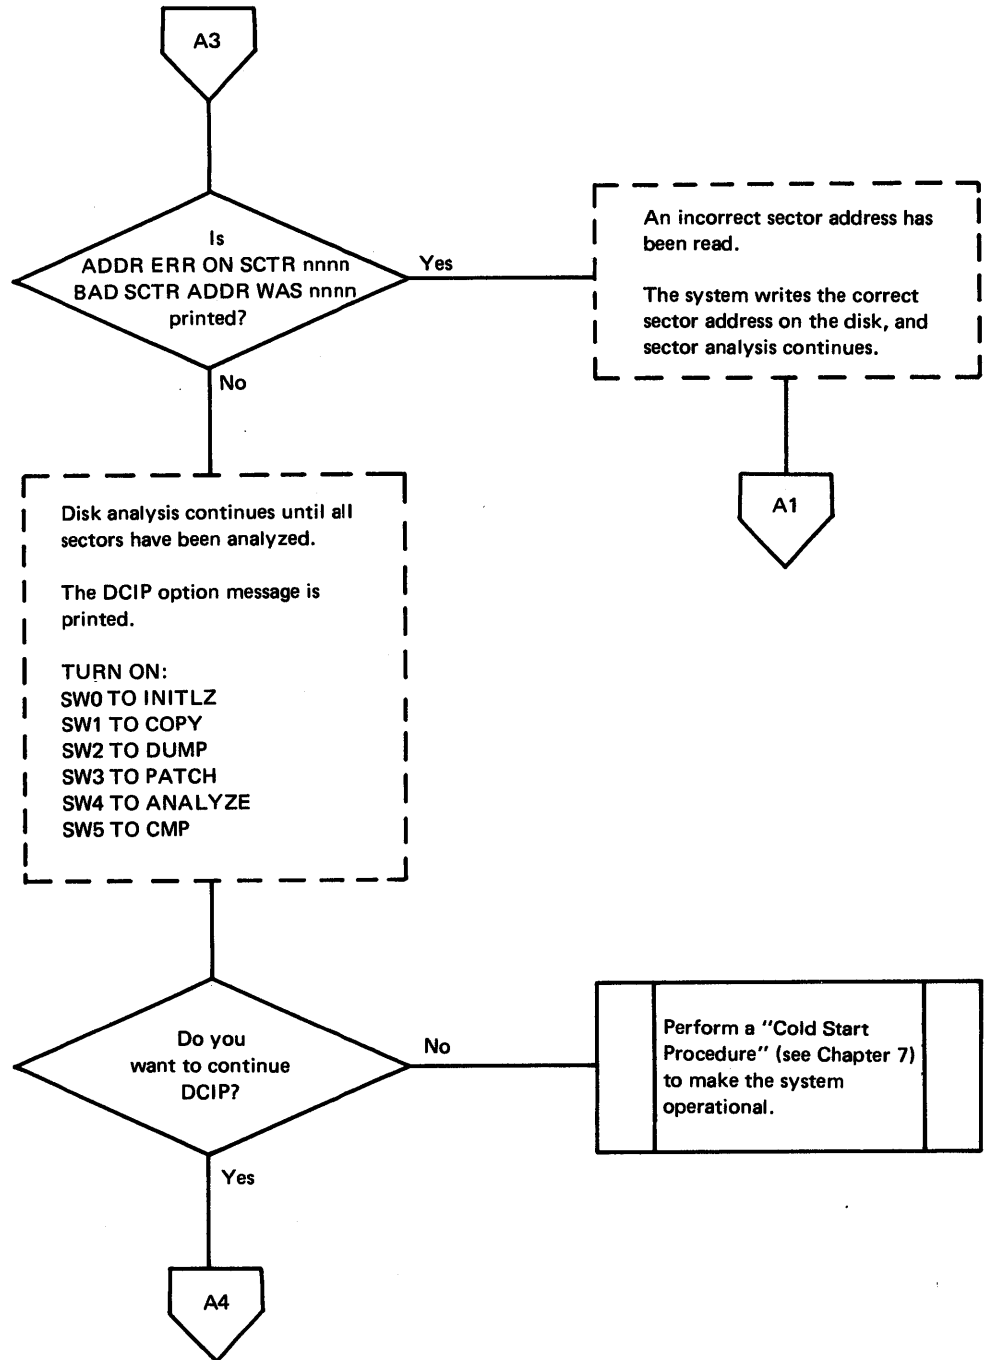 A3
Is
ADDR ERR ON SCTR nnnn
BAD SCTR ADDR WAS nnnn
printed?
Yes
An incorrect sector address has
been read.
The system writes the correct
sector address on the disk, and
sector analysis continues.
A1
No
Disk analysis continues until all
sectors have been analyzed.
The DCIP option message is
printed.
TURN ON:
SW0 TO INITLZ
SW1 TO COPY
SW2 TO DUMP
SW3 TO PATCH
SW4 TO ANALYZE
SW5 TO CMP
Do you
want to continue
DCIP?
No
Perform a "Cold Start
Procedure" (see Chapter 7)
to make the system
operational.
Yes
A4